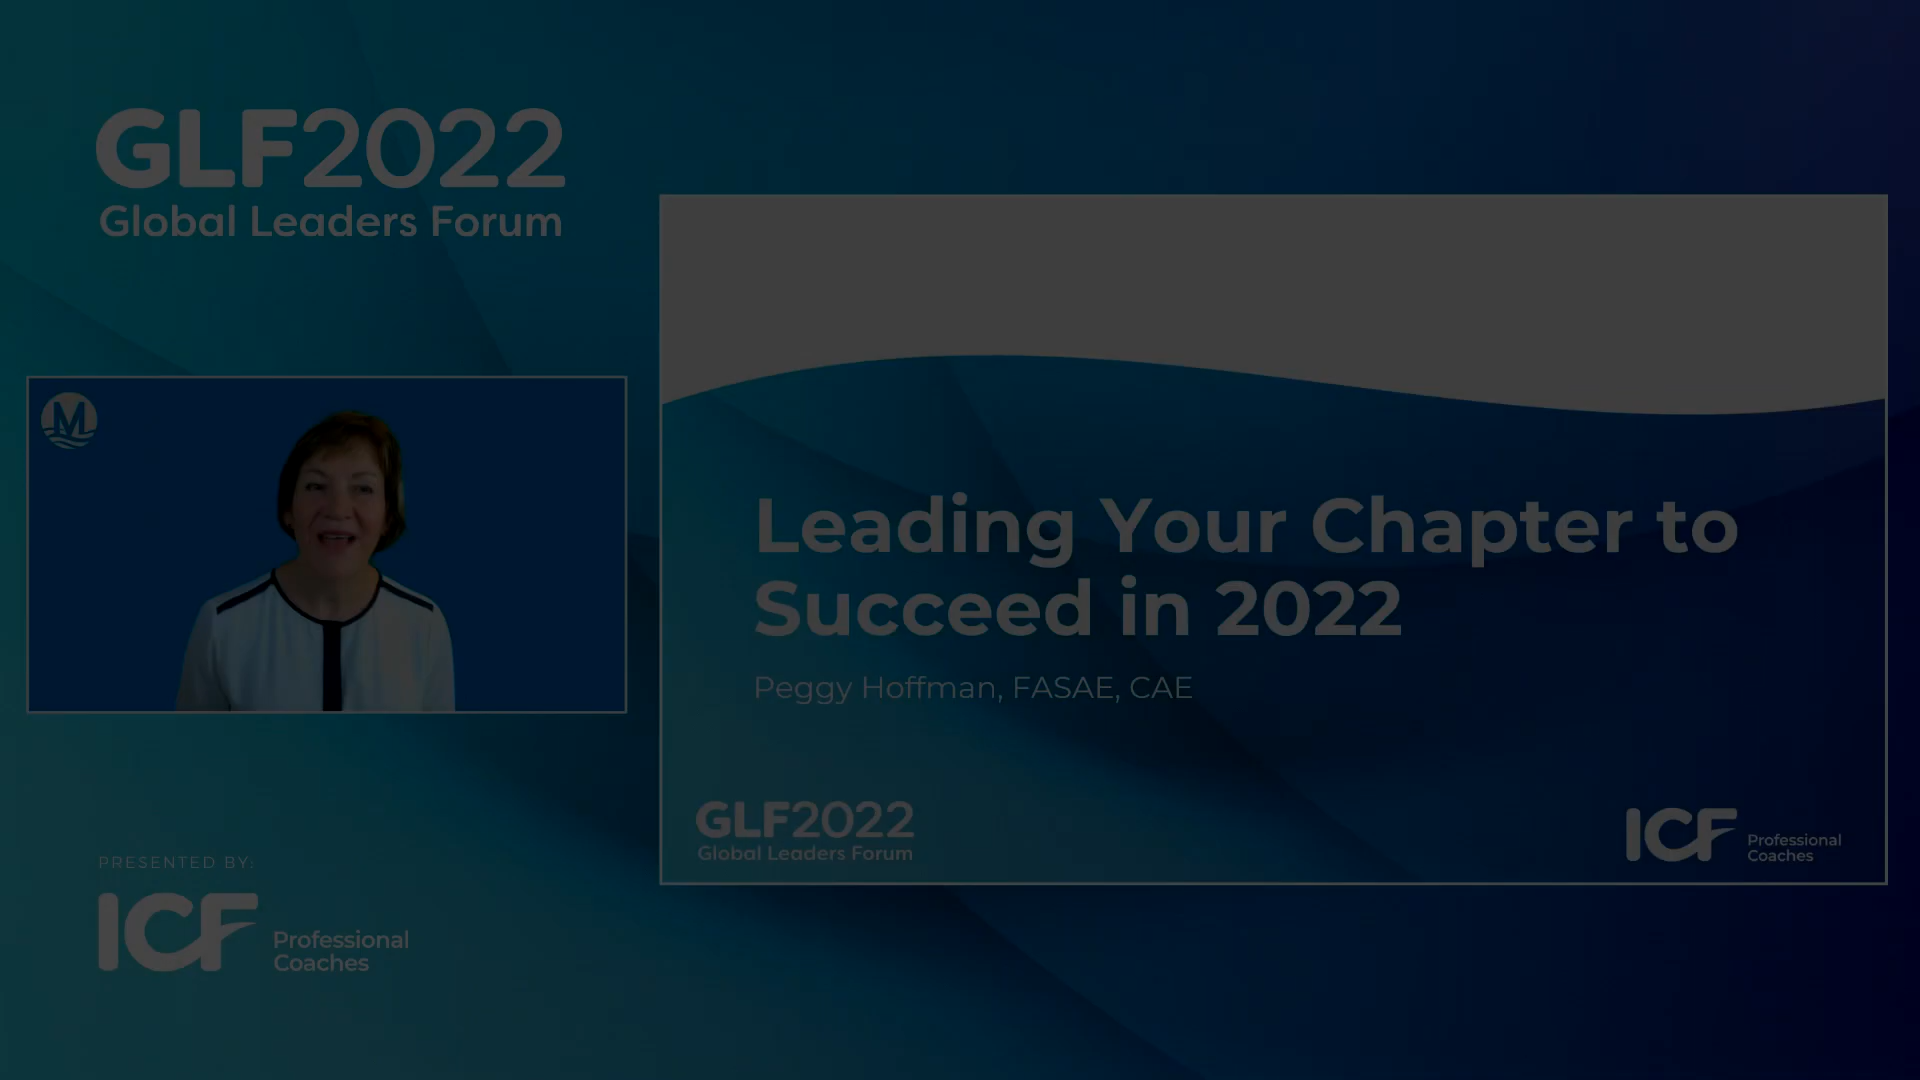 GLF2022
Global Leaders Forum
M
Leading Your Chapter to
Succeed in 2022
Peggy Hoffman, FASAE, CAE
GLF2022
Global Leaders Forum
ICF Professional
Coaches
PRESENTED BY:
ICF Professional
Coaches